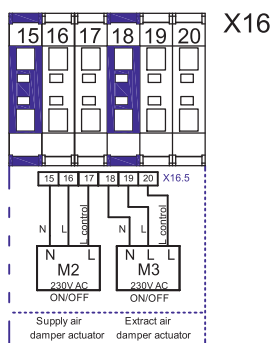 X16
15 16 17 18 19 20
15 16 17 18 19 20 X16.5
N L L control N L L control
N L N L L
M2 M3
230V AC 230V AC
ON/OFF ON/OFF
Supply air Extract air
damper actuator damper actuator